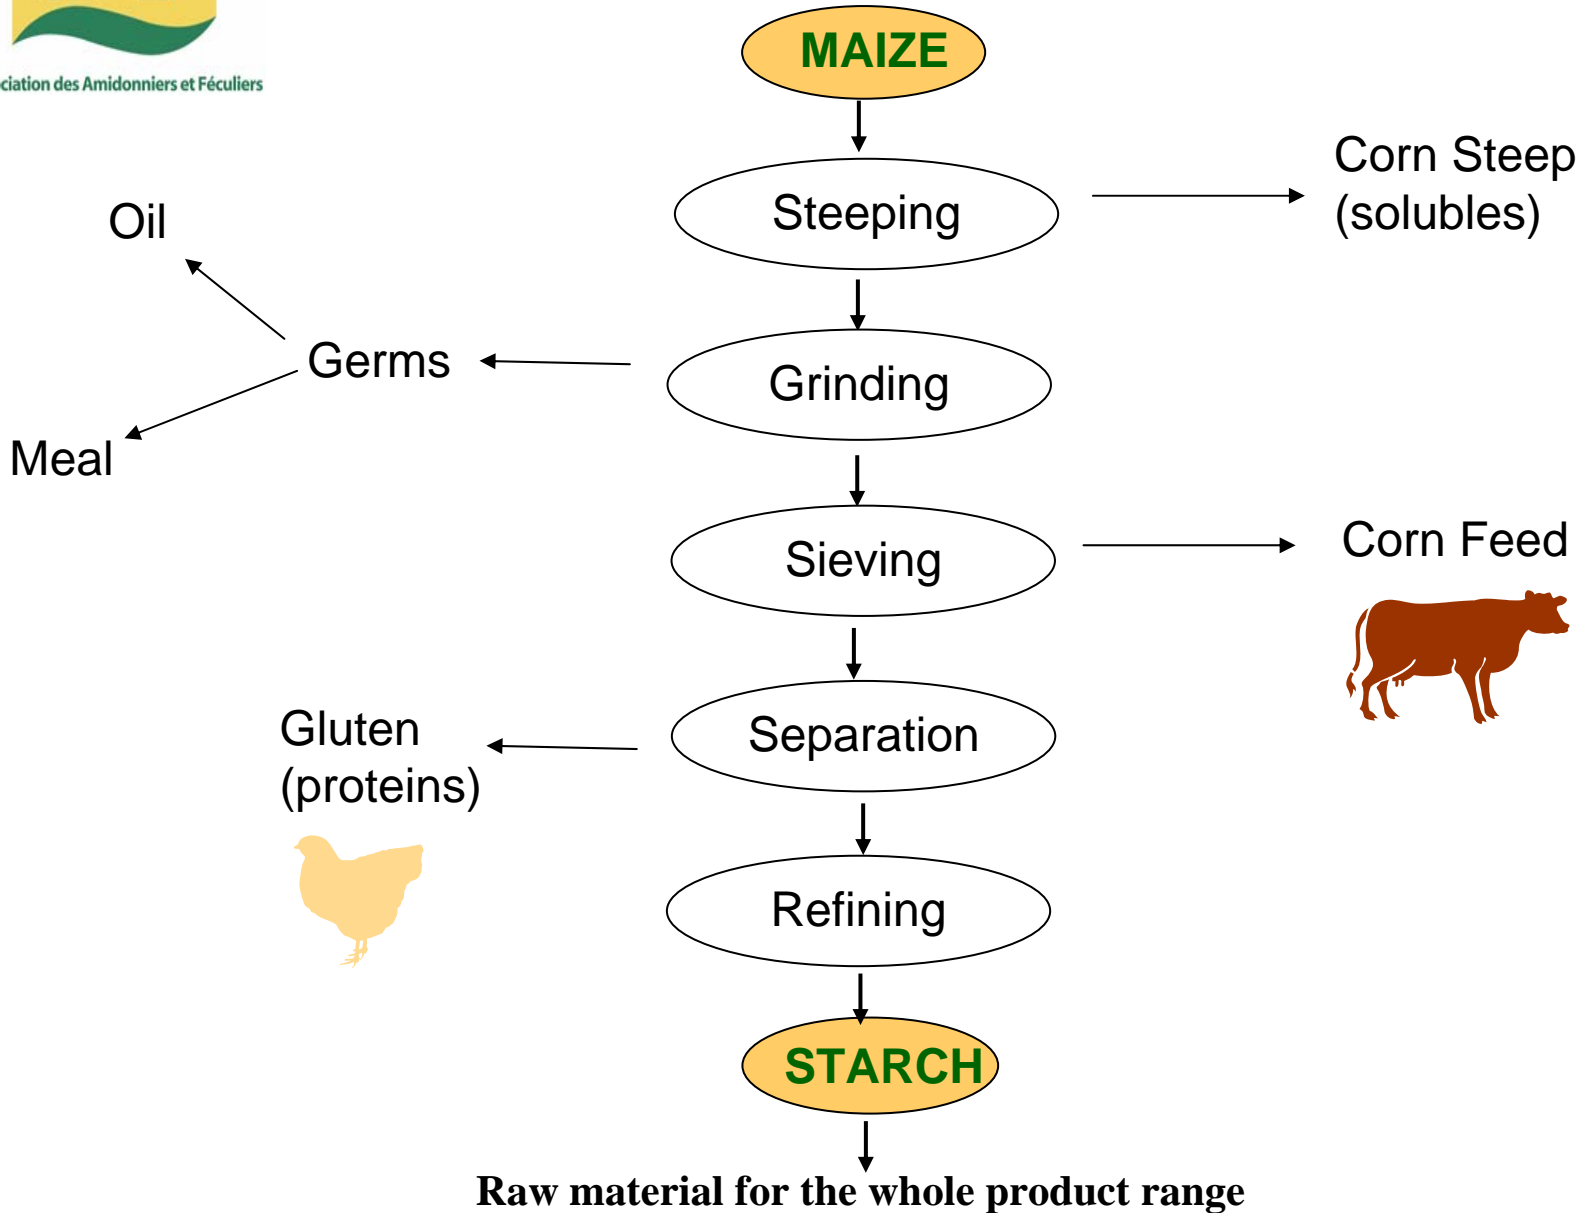 ciation des Amidonniers et Féculiers
MAIZE
Steeping
Corn Steep
(solubles)
Oil
Germs
Grinding
Meal
Sieving
Corn Feed
Gluten
(proteins)
Separation
Refining
STARCH
Raw material for the whole product range